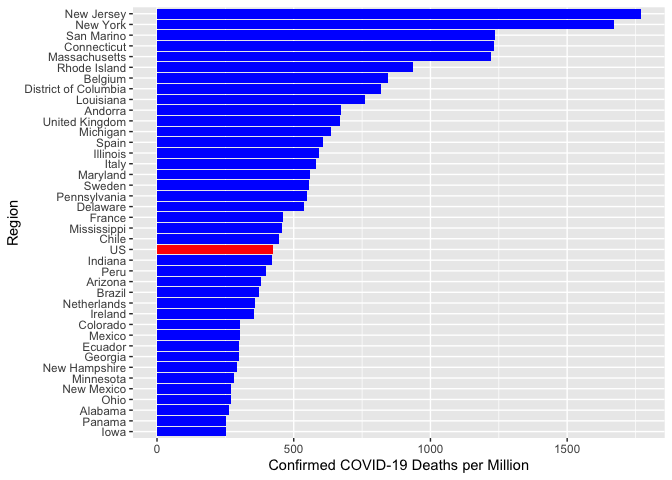 New Jersey
New York
San Marino
Connecticut
Massachusetts
Rhode Island
Belgium
District of Columbia
Louisiana
Andorra
United Kingdom
Michigan
Spain
Illinois
Italy
Maryland
Sweden
Pennsylvania
Delaware
France
Mississippi
Chile
US
Indiana
Peru
Arizona
Brazil
Netherlands
Ireland
Colorado
Mexico
Ecuador
Georgia
New Hampshire
Minnesota
New Mexico
Ohio
Alabama
Panama
Iowa
Region
0 500 1000 1500
Confirmed COVID-19 Deaths per Million